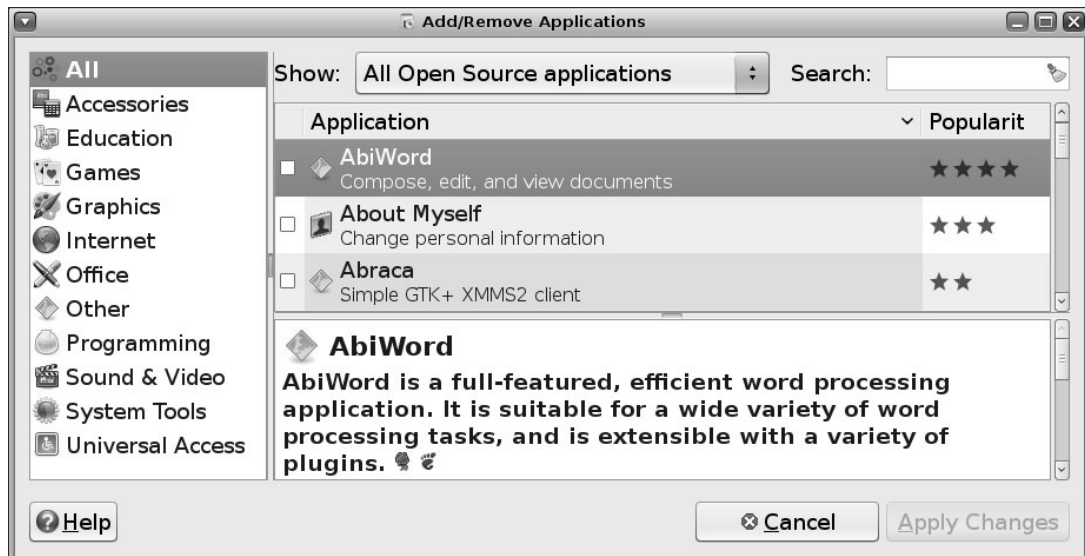 Add/Remove Applications
All
Accessories
Education
Games
Graphics
Internet
Office
Other
Programming
Sound & Video
System Tools
Universal Access
Show: All Open Source applications Search:
Application Popularit
AbiWord
Compose, edit, and view documents
About Myself
Change personal information
Abraca
Simple GTK+ XMMS2 client
AbiWord
AbiWord is a full-featured, efficient word processing
application. It is suitable for a wide variety of word
processing tasks, and is extensible with a variety of
plugins.
Help Cancel Apply Changes